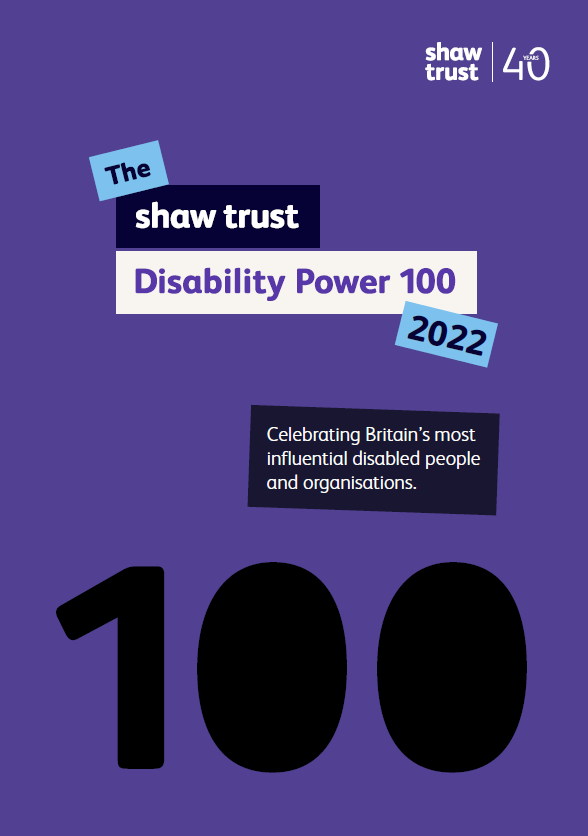 shaw
trust
40
YEARS
The
shaw trust
Disability Power 100
2022
Celebrating Britain's most
influential disabled people
and organisations.
100